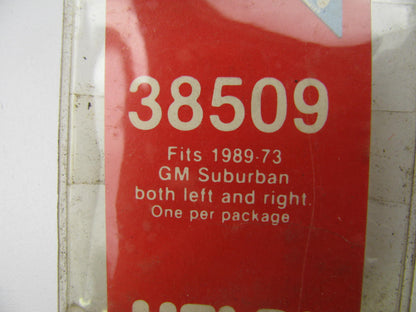 38509
Fits 1989-73
GM Suburban
both left and right.
One per package